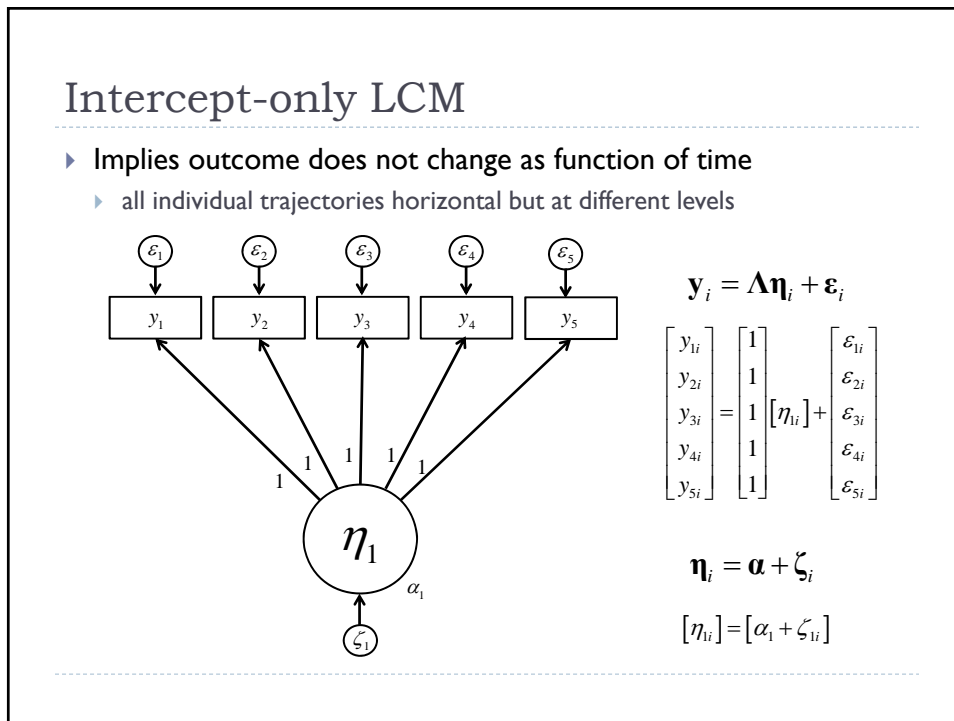 Intercept-only LCM
Implies outcome does not change as function of time
all individual trajectories horizontal but at different levels
ε₁ ε₂ ε₃ ε₄ ε₅
y₁ y₂ y₃ y₄ y₅
1 1 1 1 1
η₁
α₁
ζ₁
𝐲ᵢ = 𝚲𝛈ᵢ + 𝛆ᵢ
[y₁ᵢ] [1] [ε₁ᵢ]
[y₂ᵢ] [1] [ε₂ᵢ]
[y₃ᵢ] = [1] [η₁ᵢ] + [ε₃ᵢ]
[y₄ᵢ] [1] [ε₄ᵢ]
[y₅ᵢ] [1] [ε₅ᵢ]
𝛈ᵢ = 𝛂 + 𝛇ᵢ
[η₁ᵢ] = [α₁ + ζ₁ᵢ]